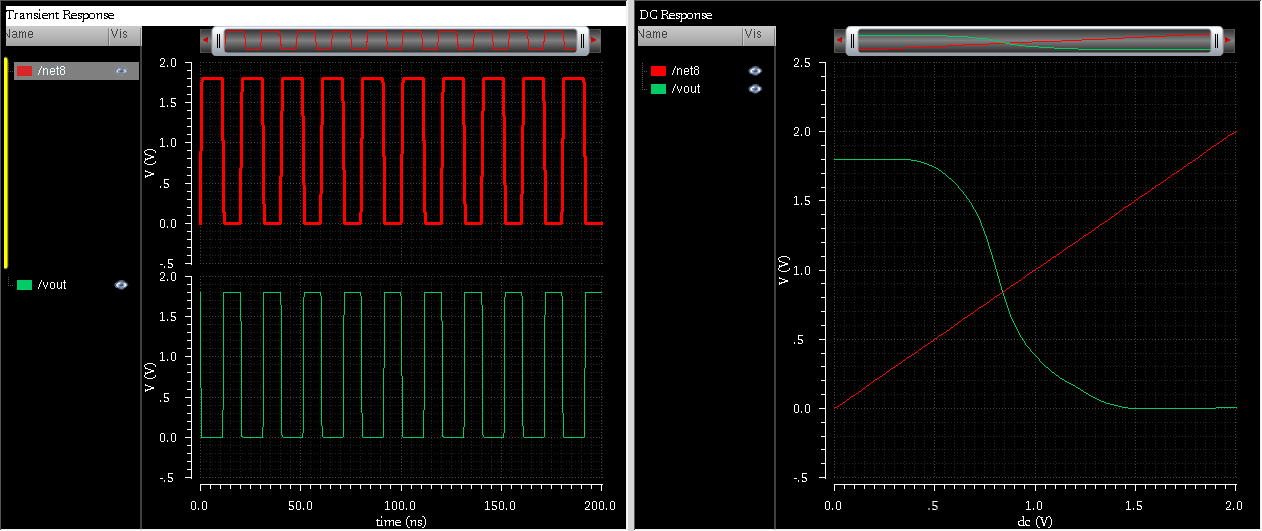 Transient Response
Name Vis
/net8
/vout
2.0
1.5
1.0
.5
0.0
-.5
V (V)
2.0
1.5
1.0
.5
0.0
-.5
V (V)
0.0 50.0 100.0 150.0 200.0
time (ns)
DC Response
Name Vis
/net8
/vout
2.5
2.0
1.5
1.0
.5
0.0
-.5
V (V)
0.0 .5 1.0 1.5 2.0
dc (V)